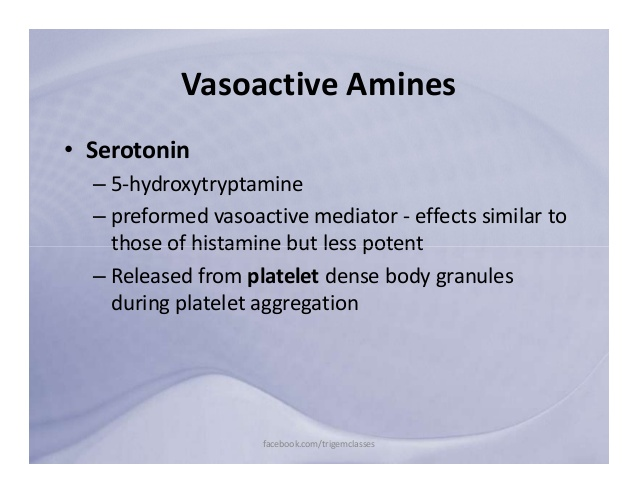 Vasoactive Amines
• Serotonin
– 5-hydroxytryptamine
– preformed vasoactive mediator - effects similar to
those of histamine but less potent
– Released from platelet dense body granules
during platelet aggregation
facebook.com/trigemclasses